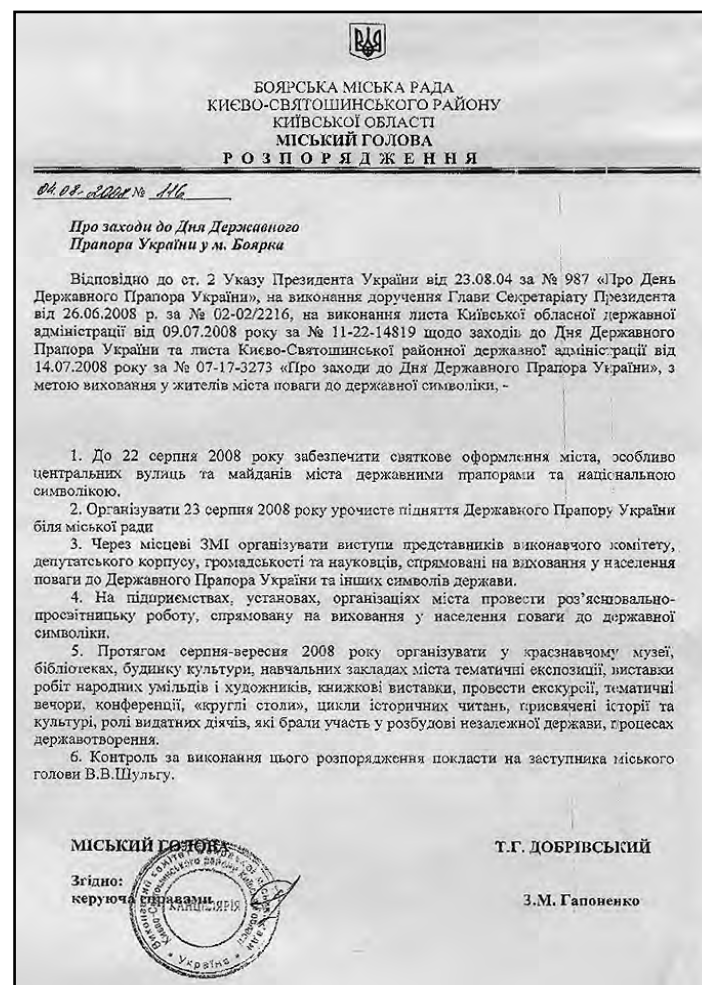 БОЯРСЬКА МІСЬКА РАДА
КИЄВО-СВЯТОШИНСЬКОГО РАЙОНУ
КИЇВСЬКОЇ ОБЛАСТІ
МІСЬКИЙ ГОЛОВА
РОЗПОРЯДЖЕННЯ
04.08.2008 № 116
Про заходи до Дня Державного
Прапора України у м. Боярка
Відповідно до ст. 2 Указу Президента України від 23.08.04 за № 987 «Про День
Державного Прапора України», на виконання доручення Глави Секретаріату Президента
від 26.06.2008 р. за № 02-02/2216, на виконання листа Київської обласної державної
адміністрації від 09.07.2008 року за № 11-22-14819 щодо заходів до Дня Державного
Прапора України та листа Києво-Святошинської районної державної адміністрації від
14.07.2008 року за № 07-17-3273 «Про заходи до Дня Державного Прапора України», з
метою виховання у жителів міста поваги до державної символіки, -
1. До 22 серпня 2008 року забезпечити святкове оформлення міста, особливо
центральних вулиць та майданів міста державними прапорами та національною
символікою.
2. Організувати 23 серпня 2008 року урочисте підняття Державного Прапору України
біля міської ради
3. Через місцеві ЗМІ організувати виступи представників виконавчого комітету,
депутатського корпусу, громадськості та науковців, спрямовані на виховання у населення
поваги до Державного Прапора України та інших символів держави.
4. На підприємствах, установах, організаціях міста провести роз'яснювально-
просвітницьку роботу, спрямовану на виховання у населення поваги до державної
символіки.
5. Протягом серпня-вересня 2008 року організувати у краєзнавчому музеї,
бібліотеках, будинку культури, навчальних закладах міста тематичні експозиції, виставки
робіт народних умільців і художників, книжкові виставки, провести екскурсії, тематичні
вечори, конференції, «круглі столи», цикли історичних читань, присвячені історії та
культурі, ролі видатних діячів, які брали участь у розбудові незалежної держави, процесах
державотворення.
6. Контроль за виконання цього розпорядження покласти на заступника міського
голови В.В.Шульгу.
МІСЬКИЙ ГОЛОВА Т.Г. ДОБРІВСЬКИЙ
Згідно:
керуюча справами З.М. Гапоненко
КАНЦЕЛЯРІЯ
Україна